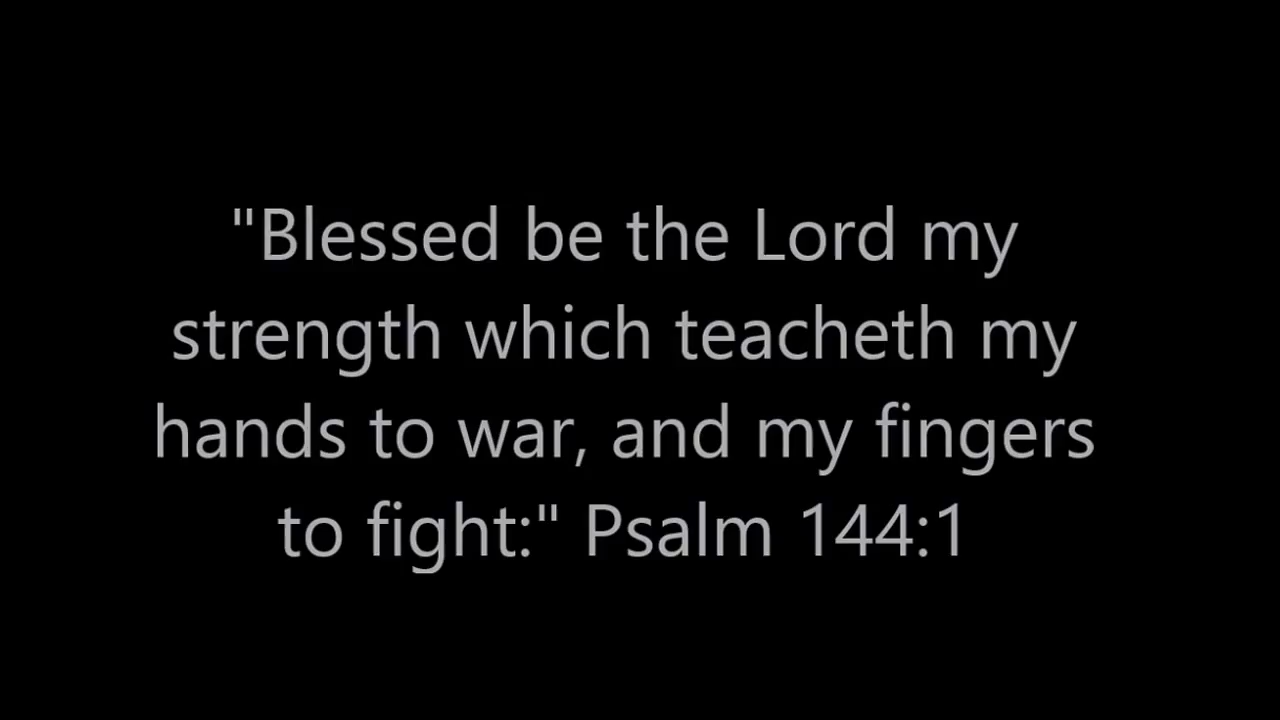 "Blessed be the Lord my
strength which teacheth my
hands to war, and my fingers
to fight:" Psalm 144:1